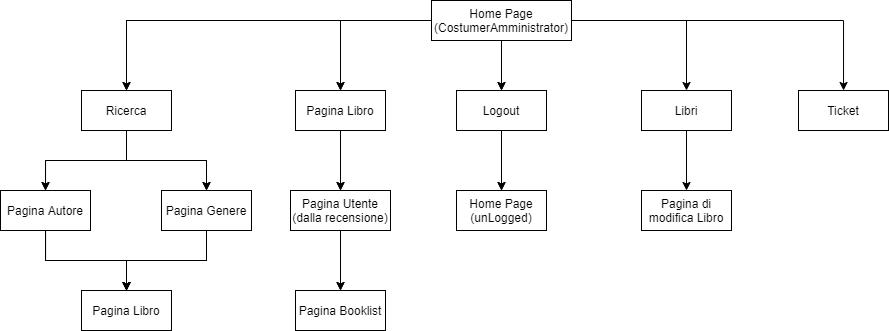 Home Page
(CostumerAmministrator)
Ricerca
Pagina Libro
Logout
Libri
Ticket
Pagina Autore
Pagina Genere
Pagina Utente
(dalla recensione)
Home Page
(unLogged)
Pagina di
modifica Libro
Pagina Libro
Pagina Booklist